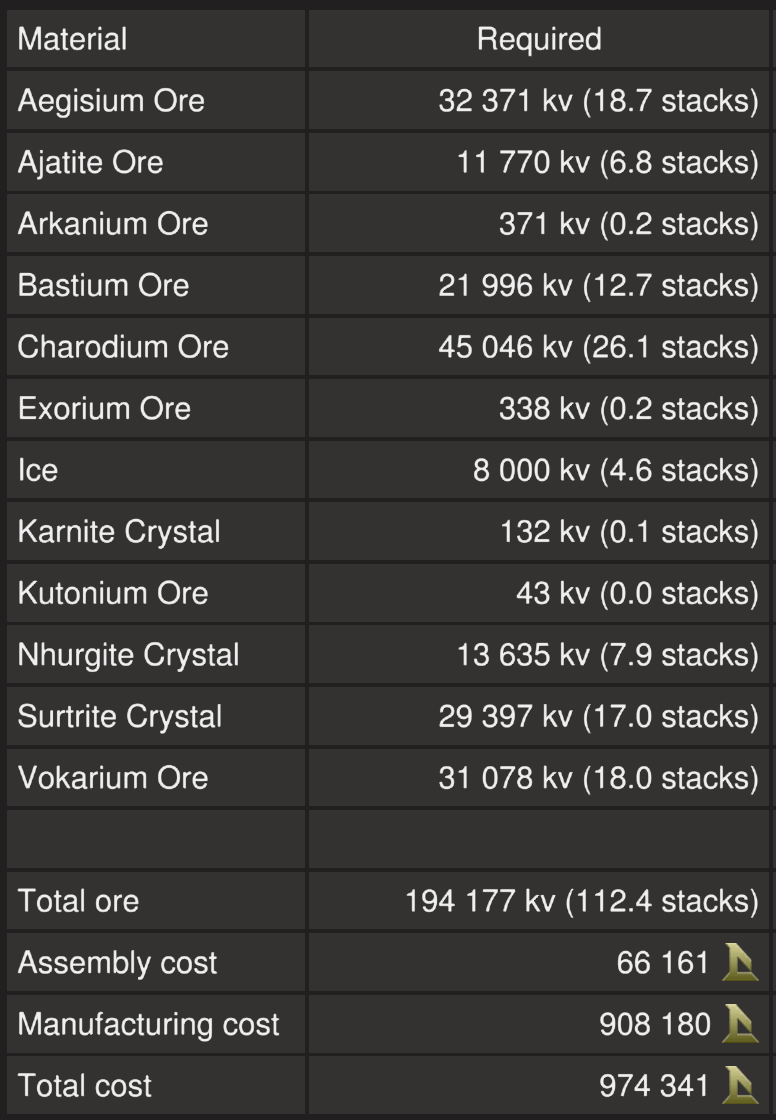 Material Required
Aegisium Ore 32 371 kv (18.7 stacks)
Ajatite Ore 11 770 kv (6.8 stacks)
Arkanium Ore 371 kv (0.2 stacks)
Bastium Ore 21 996 kv (12.7 stacks)
Charodium Ore 45 046 kv (26.1 stacks)
Exorium Ore 338 kv (0.2 stacks)
Ice 8 000 kv (4.6 stacks)
Karnite Crystal 132 kv (0.1 stacks)
Kutonium Ore 43 kv (0.0 stacks)
Nhurgite Crystal 13 635 kv (7.9 stacks)
Surtrite Crystal 29 397 kv (17.0 stacks)
Vokarium Ore 31 078 kv (18.0 stacks)
Total ore 194 177 kv (112.4 stacks)
Assembly cost 66 161
Manufacturing cost 908 180
Total cost 974 341